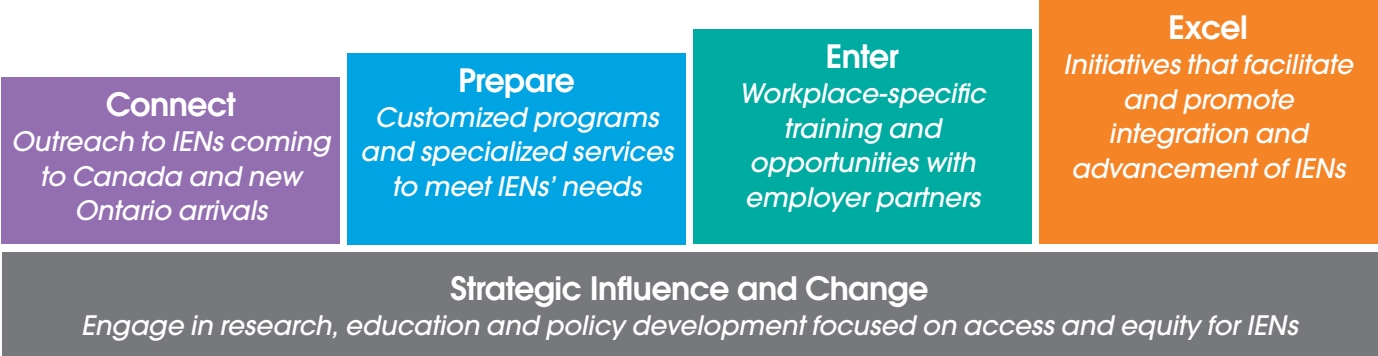 Connect
Outreach to IENs coming
to Canada and new
Ontario arrivals
Prepare
Customized programs
and specialized services
to meet IENs’ needs
Enter
Workplace-specific
training and
opportunities with
employer partners
Excel
Initiatives that facilitate
and promote
integration and
advancement of IENs
Strategic Influence and Change
Engage in research, education and policy development focused on access and equity for IENs